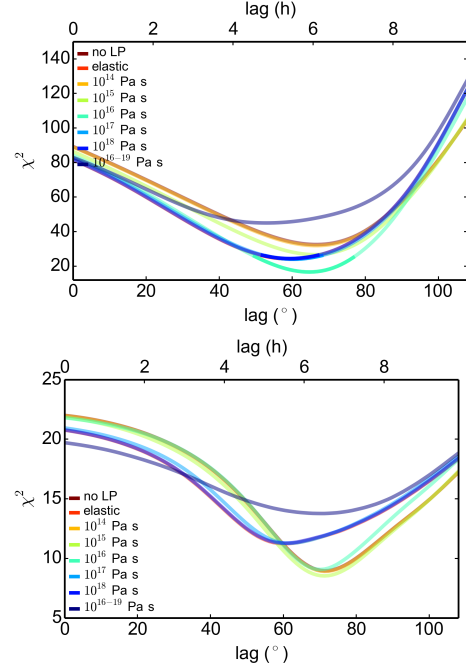 lag (h)
0 2 4 6 8
140
120
100
80
60
40
20
χ²
no LP
elastic
10¹⁴ Pa s
10¹⁵ Pa s
10¹⁶ Pa s
10¹⁷ Pa s
10¹⁸ Pa s
10¹⁶⁻¹⁹ Pa s
0 20 40 60 80 100
lag (°)
lag (h)
0 2 4 6 8
25
20
15
10
5
χ²
no LP
elastic
10¹⁴ Pa s
10¹⁵ Pa s
10¹⁶ Pa s
10¹⁷ Pa s
10¹⁸ Pa s
10¹⁶⁻¹⁹ Pa s
0 20 40 60 80 100
lag (°)